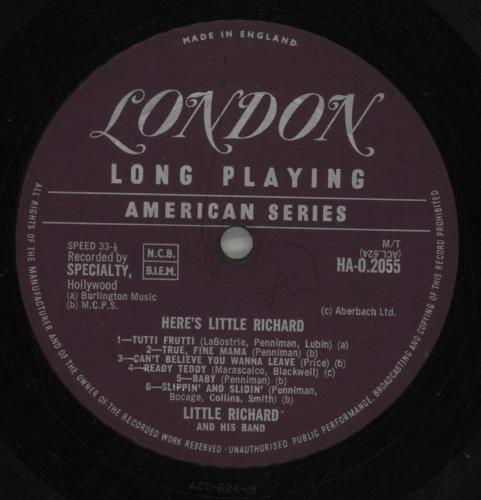 MADE IN ENGLAND.
LONDON
LONG PLAYING
AMERICAN SERIES
SPEED 33-⅓
Recorded by
SPECIALTY,
Hollywood
(a) Burlington Music
(b) M.C.P.S.
N.C.B.
B.I.E.M.
M/T
(ACL.624)
HA-O.2055
(c) Aberbach Ltd.
HERE'S LITTLE RICHARD
1—TUTTI FRUTTI (LaBostrie, Penniman, Lubin) (a)
2—TRUE, FINE MAMA (Penniman) (b)
3—CAN'T BELIEVE YOU WANNA LEAVE (Price) (b)
4—READY TEDDY (Marascalco, Blackwell) (c)
5—BABY (Penniman) (b)
6—SLIPPIN' AND SLIDIN' (Penniman,
Bocage, Collins, Smith) (b)
LITTLE RICHARD
AND HIS BAND
ALL RIGHTS OF THE MANUFACTURER AND OF THE OWNER OF THE RECORDED WORK RESERVED · UNAUTHORISED PUBLIC PERFORMANCE, BROADCASTING AND COPYING OF THIS RECORD PROHIBITED